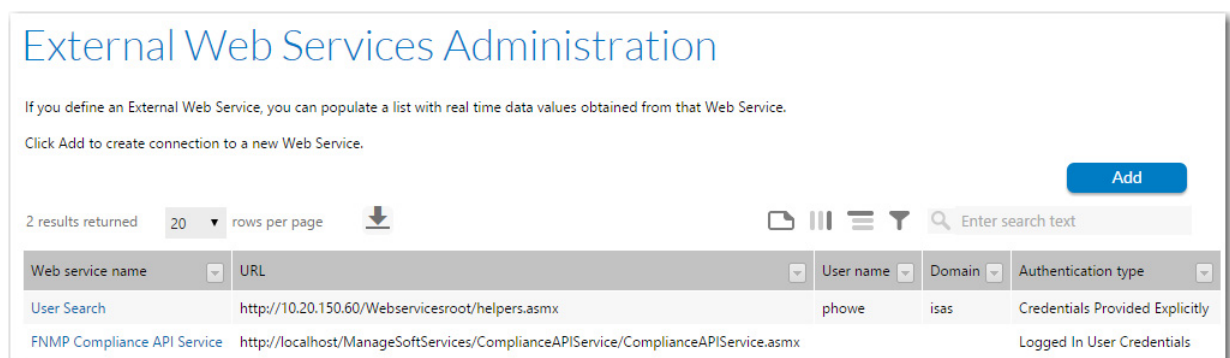 External Web Services Administration
If you define an External Web Service, you can populate a list with real time data values obtained from that Web Service.
Click Add to create connection to a new Web Service.
Add
2 results returned 20 rows per page Enter search text
Web service name URL User name Domain Authentication type
User Search http://10.20.150.60/Webservicesroot/helpers.asmx phowe isas Credentials Provided Explicitly
FNMP Compliance API Service http://localhost/ManageSoftServices/ComplianceAPIService/ComplianceAPIService.asmx Logged In User Credentials